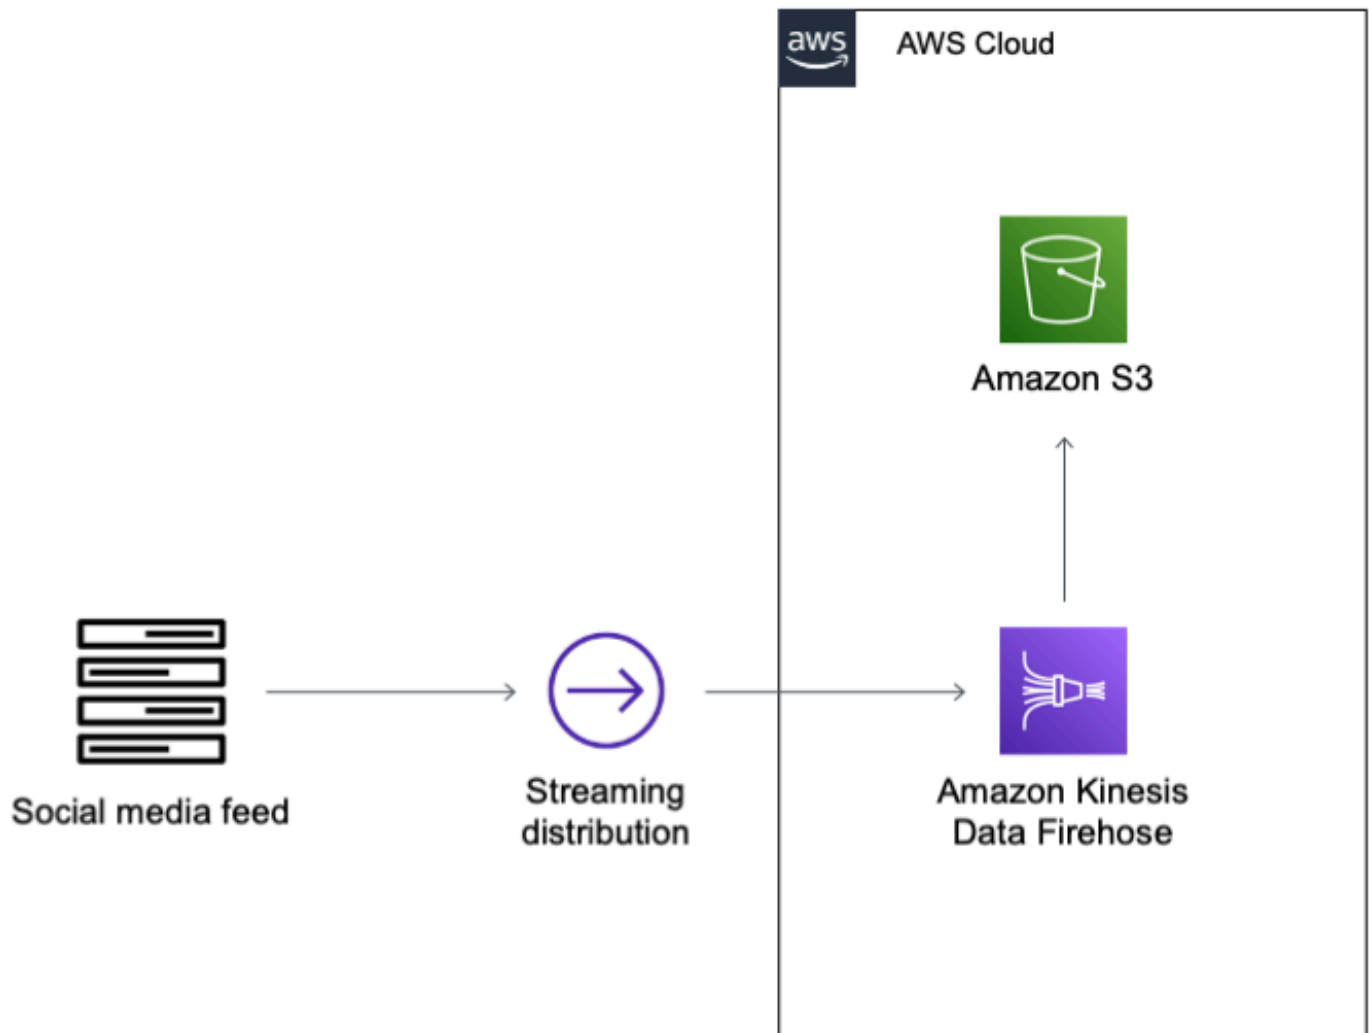 aws
AWS Cloud
Amazon S3
Social media feed
Streaming
distribution
Amazon Kinesis
Data Firehose